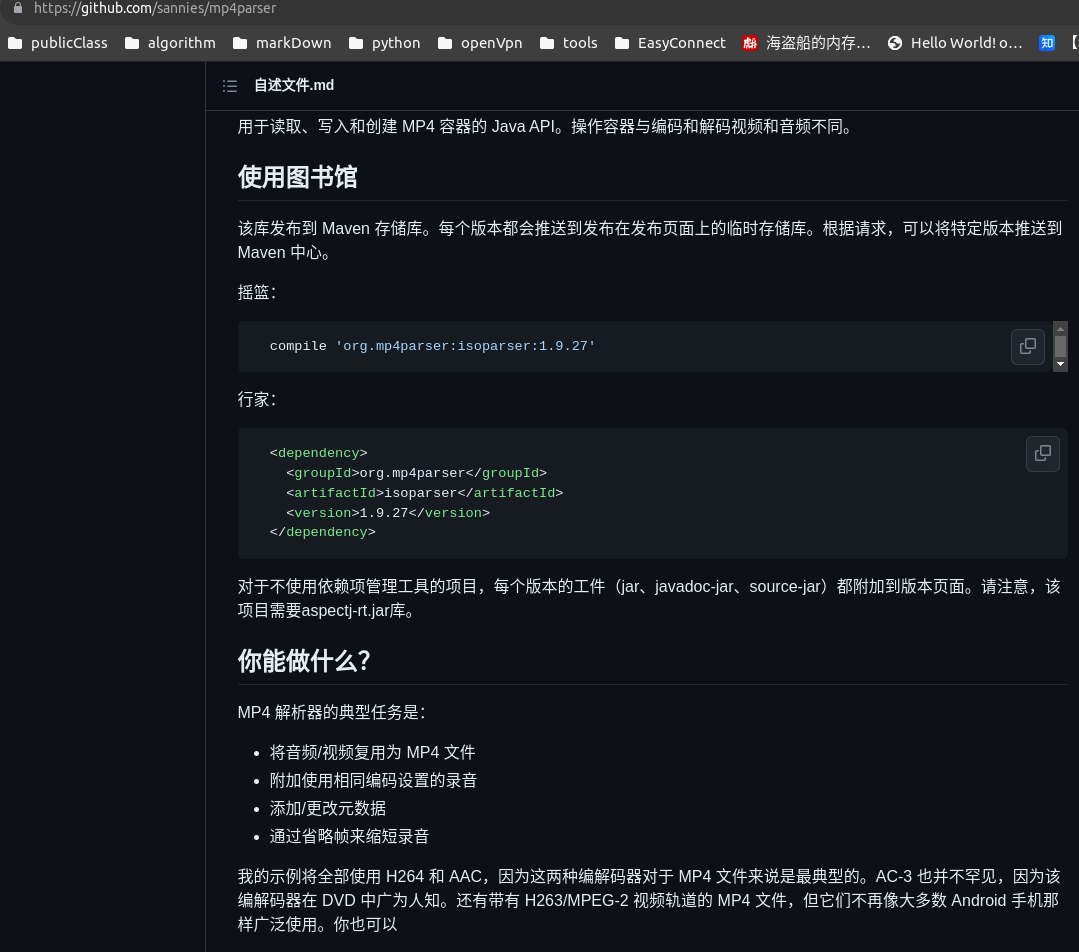 https://github.com/sannies/mp4parser
publicClass algorithm markDown python openVpn tools EasyConnect 海盗船的内存… Hello World! o… 知 【
自述文件.md
用于读取、写入和创建 MP4 容器的 Java API。操作容器与编码和解码视频和音频不同。
使用图书馆
该库发布到 Maven 存储库。每个版本都会推送到发布在发布页面上的临时存储库。根据请求，可以将特定版本推送到
Maven 中心。
摇篮：
compile 'org.mp4parser:isoparser:1.9.27'
行家：
<dependency>
<groupId>org.mp4parser</groupId>
<artifactId>isoparser</artifactId>
<version>1.9.27</version>
</dependency>
对于不使用依赖项管理工具的项目，每个版本的工件（jar、javadoc-jar、source-jar）都附加到版本页面。请注意，该
项目需要aspectj-rt.jar库。
你能做什么？
MP4 解析器的典型任务是：
• 将音频/视频复用为 MP4 文件
• 附加使用相同编码设置的录音
• 添加/更改元数据
• 通过省略帧来缩短录音
我的示例将全部使用 H264 和 AAC，因为这两种编解码器对于 MP4 文件来说是最典型的。AC-3 也并不罕见，因为该
编解码器在 DVD 中广为人知。还有带有 H263/MPEG-2 视频轨道的 MP4 文件，但它们不再像大多数 Android 手机那
样广泛使用。你也可以